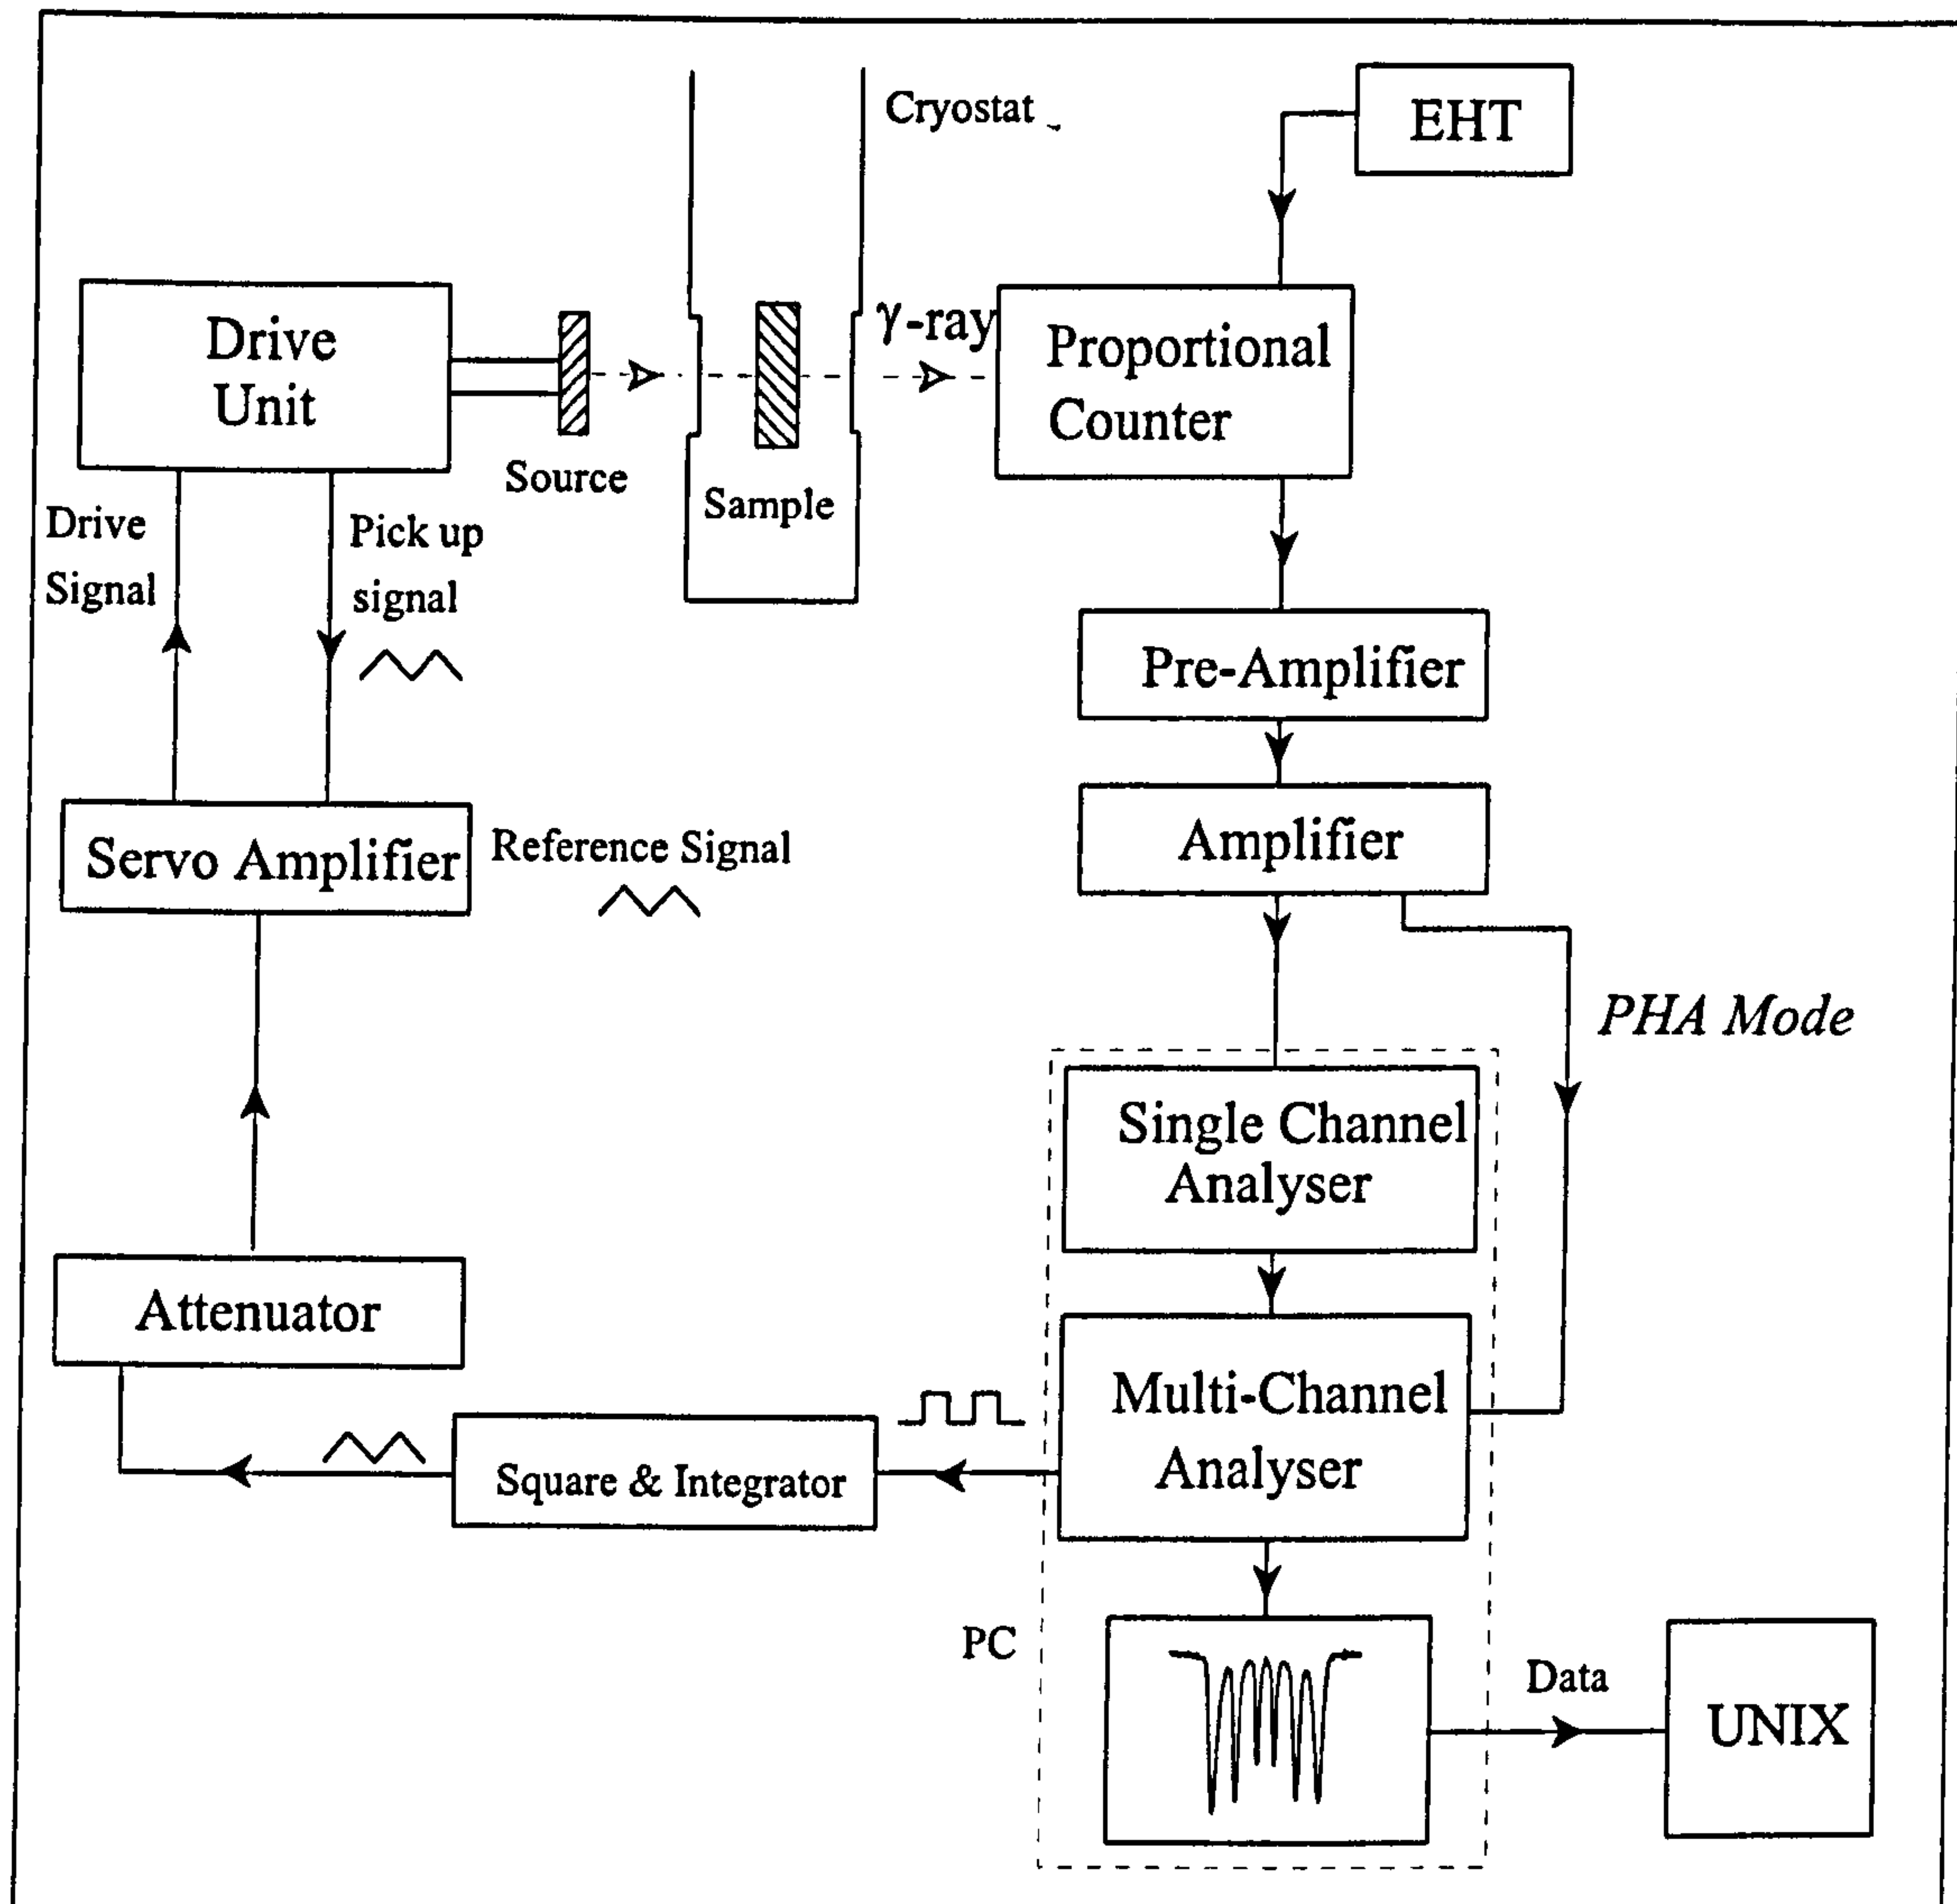 Cryostat
EHT
Drive
Unit
Source
Sample
γ-ray
Proportional
Counter
Drive
Signal
Pick up
signal
Pre-Amplifier
Servo Amplifier
Reference Signal
Amplifier
PHA Mode
Single Channel
Analyser
Attenuator
Multi-Channel
Analyser
Square & Integrator
PC
Data
UNIX